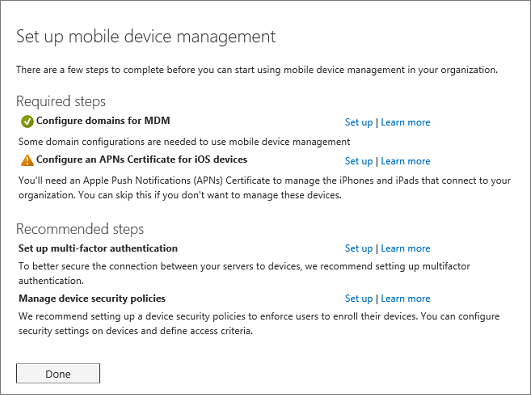 Set up mobile device management
There are a few steps to complete before you can start using mobile device management in your organization.
Required steps
Configure domains for MDM Set up | Learn more
Some domain configurations are needed to use mobile device management
Configure an APNs Certificate for iOS devices Set up | Learn more
You'll need an Apple Push Notifications (APNs) Certificate to manage the iPhones and iPads that connect to your
organization. You can skip this if you don't want to manage these devices.
Recommended steps
Set up multi-factor authentication Set up | Learn more
To better secure the connection between your servers to devices, we recommend setting up multifactor
authentication.
Manage device security policies Set up | Learn more
We recommend setting up a device security policies to enforce users to enroll their devices. You can configure
security settings on devices and define access criteria.
Done